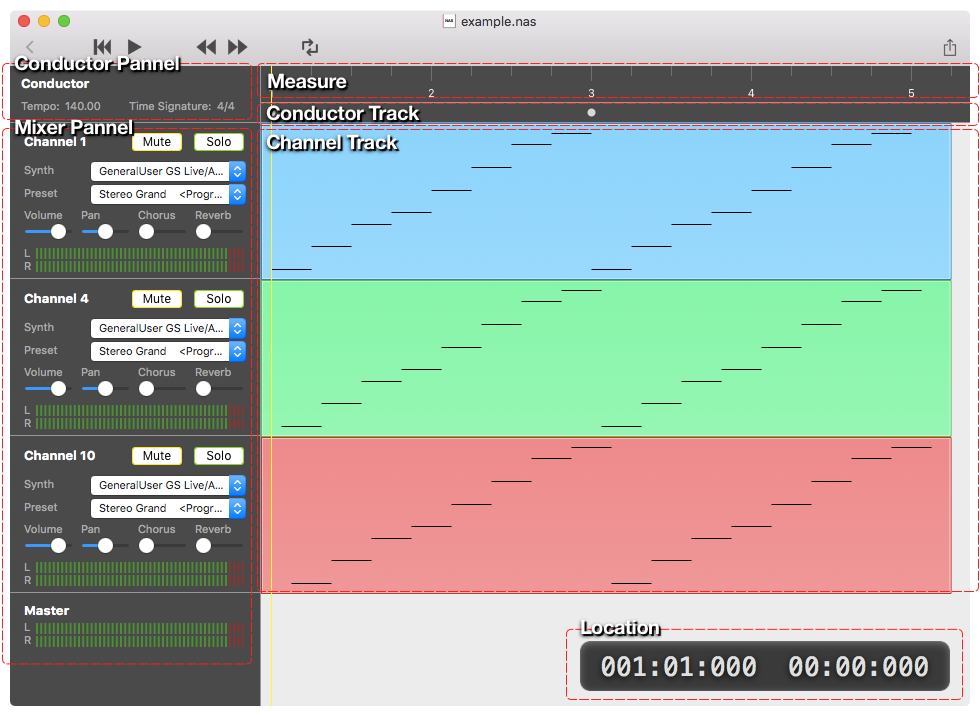 NAS example.nas
Conductor Pannel
Conductor
Tempo: 140.00 Time Signature: 4/4
Measure
2 3 4 5
Conductor Track
Mixer Pannel
Channel Track
Channel 1 Mute Solo
Synth GeneralUser GS Live/A...
Preset Stereo Grand <Progr...
Volume Pan Chorus Reverb
L
R
Channel 4 Mute Solo
Synth GeneralUser GS Live/A...
Preset Stereo Grand <Progr...
Volume Pan Chorus Reverb
L
R
Channel 10 Mute Solo
Synth GeneralUser GS Live/A...
Preset Stereo Grand <Progr...
Volume Pan Chorus Reverb
L
R
Master
L
R
Location
001:01:000 00:00:000